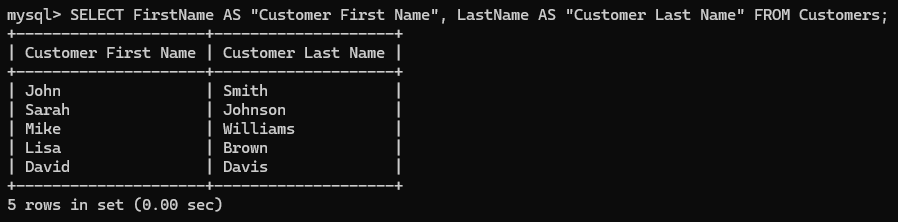 mysql> SELECT FirstName AS "Customer First Name", LastName AS "Customer Last Name" FROM Customers;
+---------------------+--------------------+
| Customer First Name | Customer Last Name |
+---------------------+--------------------+
| John                | Smith              |
| Sarah               | Johnson            |
| Mike                | Williams           |
| Lisa                | Brown              |
| David               | Davis              |
+---------------------+--------------------+
5 rows in set (0.00 sec)